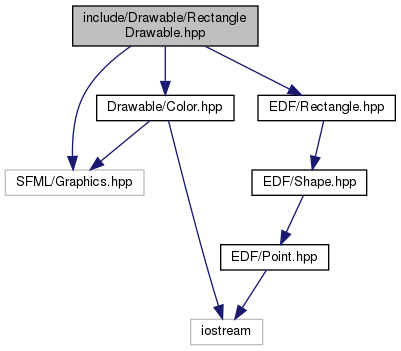 include/Drawable/Rectangle
Drawable.hpp
Drawable/Color.hpp
EDF/Rectangle.hpp
SFML/Graphics.hpp
EDF/Shape.hpp
EDF/Point.hpp
iostream